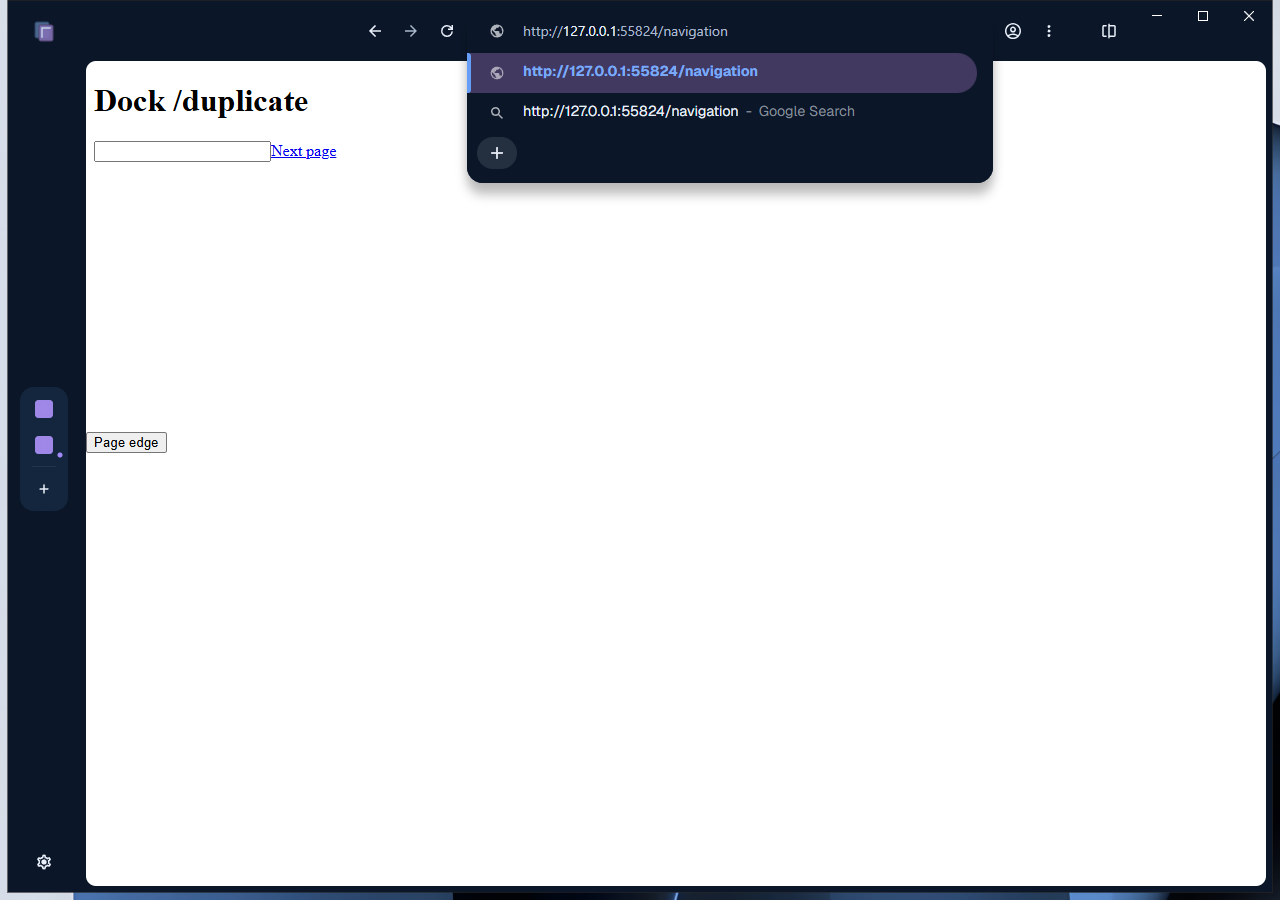 http://127.0.0.1:55824/navigation
http://127.0.0.1:55824/navigation
http://127.0.0.1:55824/navigation - Google Search
Dock /duplicate
Next page
Page edge